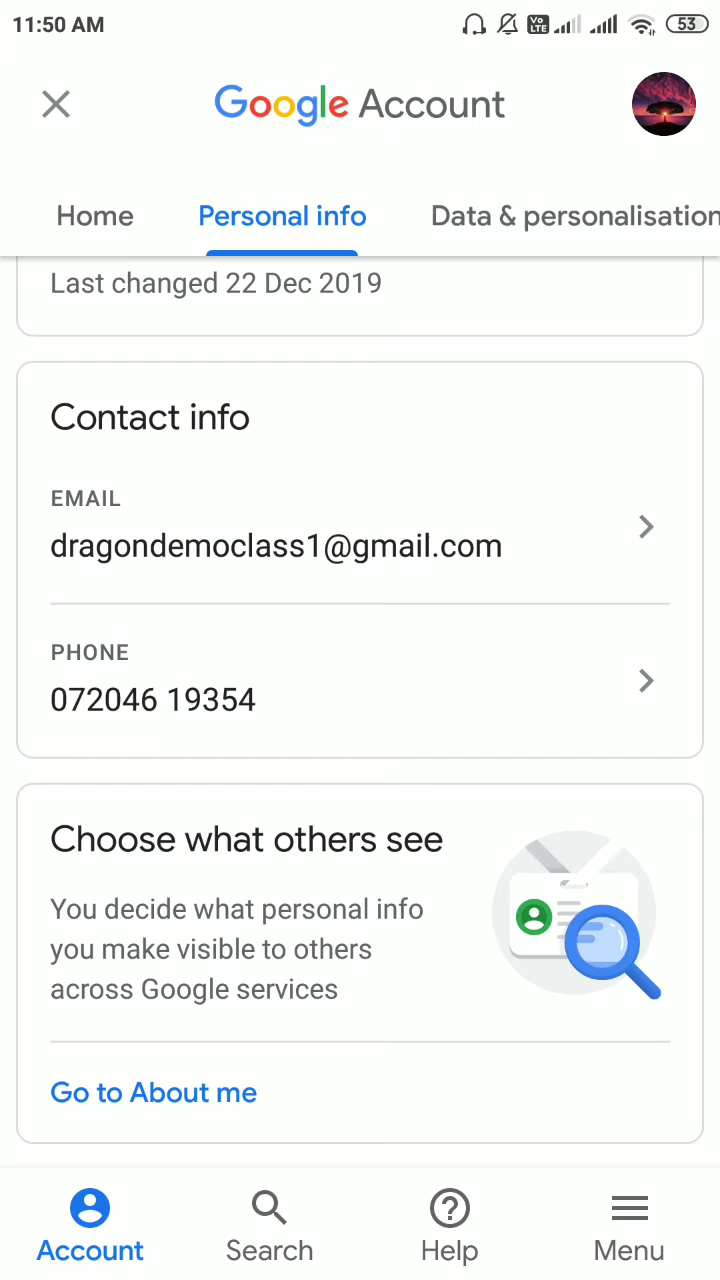 11:50 AM
Vo LTE
53
Google Account
Home
Personal info
Data & personalisation
Last changed 22 Dec 2019
Contact info
EMAIL
dragondemoclass1@gmail.com
PHONE
072046 19354
Choose what others see
You decide what personal info
you make visible to others
across Google services
Go to About me
Account
Search
Help
Menu